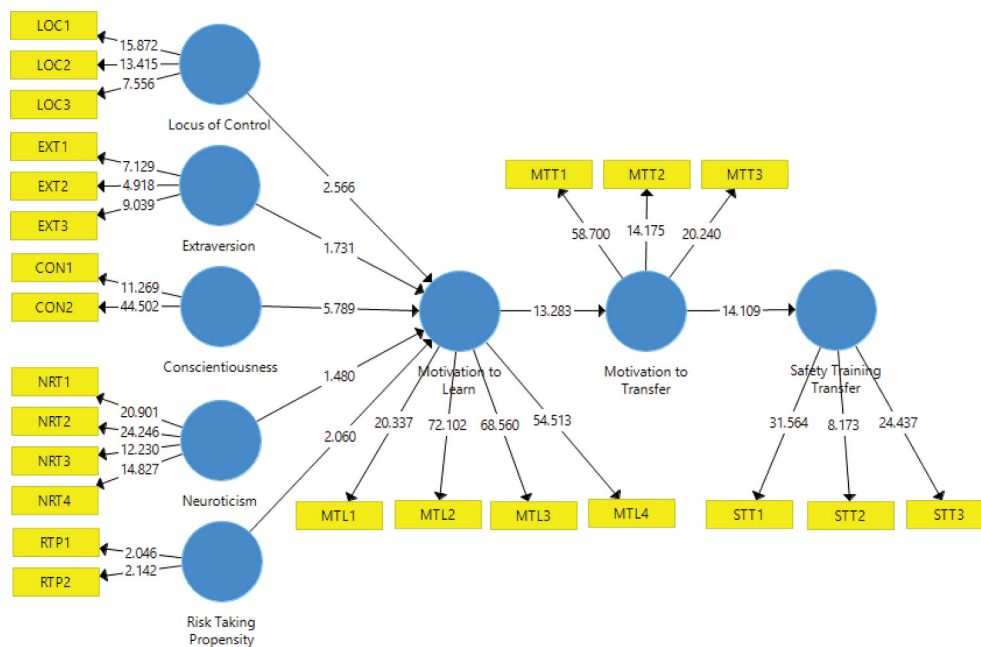 LOC1
15.872
LOC2
13.415
7.556
LOC3
Locus of Control
EXT1
7.129
EXT2
4.918
9.039
EXT3
Extraversion
CON1
11.269
CON2
44.502
Conscientiousness
NRT1
20.901
NRT2
24.246
NRT3
12.230
14.827
NRT4
Neuroticism
RTP1
2.046
2.142
RTP2
Risk Taking
Propensity
2.566
1.731
5.789
1.480
2.060
Motivation to
Learn
20.337
72.102
68.560
54.513
MTL1
MTL2
MTL3
MTL4
13.283
MTT1
MTT2
MTT3
58.700
14.175
20.240
Motivation to
Transfer
14.109
Safety Training
Transfer
31.564
8.173
24.437
STT1
STT2
STT3